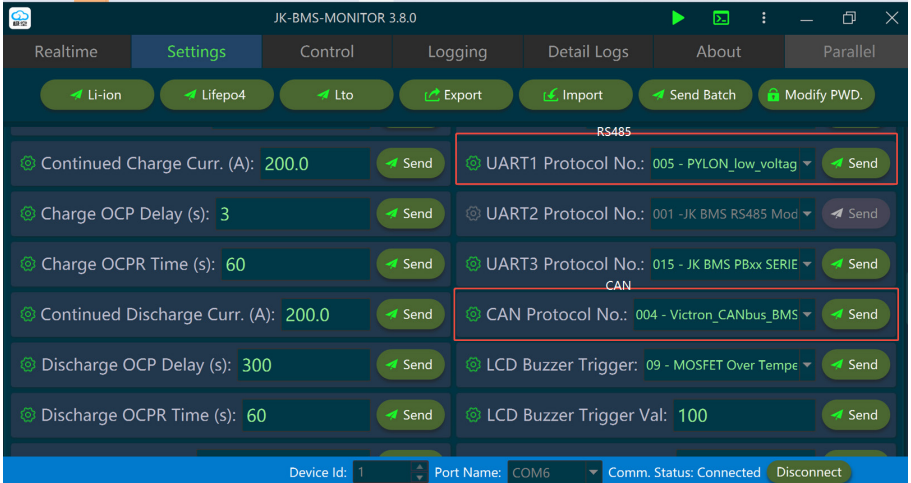 极空
JK-BMS-MONITOR 3.8.0
Realtime Settings Control Logging Detail Logs About Parallel
Li-ion Lifepo4 Lto Export Import Send Batch Modify PWD.
RS485
Continued Charge Curr. (A): 200.0 Send UART1 Protocol No.: 005 - PYLON_low_voltag Send
Charge OCP Delay (s): 3 Send UART2 Protocol No.: 001 -JK BMS RS485 Mod Send
Charge OCPR Time (s): 60 Send UART3 Protocol No.: 015 - JK BMS PBxx SERIE Send
CAN
Continued Discharge Curr. (A): 200.0 Send CAN Protocol No.: 004 - Victron_CANbus_BMS Send
Discharge OCP Delay (s): 300 Send LCD Buzzer Trigger: 09 - MOSFET Over Tempe Send
Discharge OCPR Time (s): 60 Send LCD Buzzer Trigger Val: 100 Send
Device Id: 1 Port Name: COM6 Comm. Status: Connected Disconnect